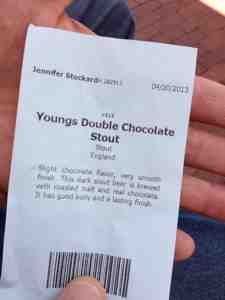 Jennifer Stockard
04/20/2013
Youngs Double Chocolate
Stout
Stout
England
Slight chocolate flavor, very smooth
finish. This dark stout beer is brewed
with roasted malt and real chocolate.
It has good body and a lasting finish.